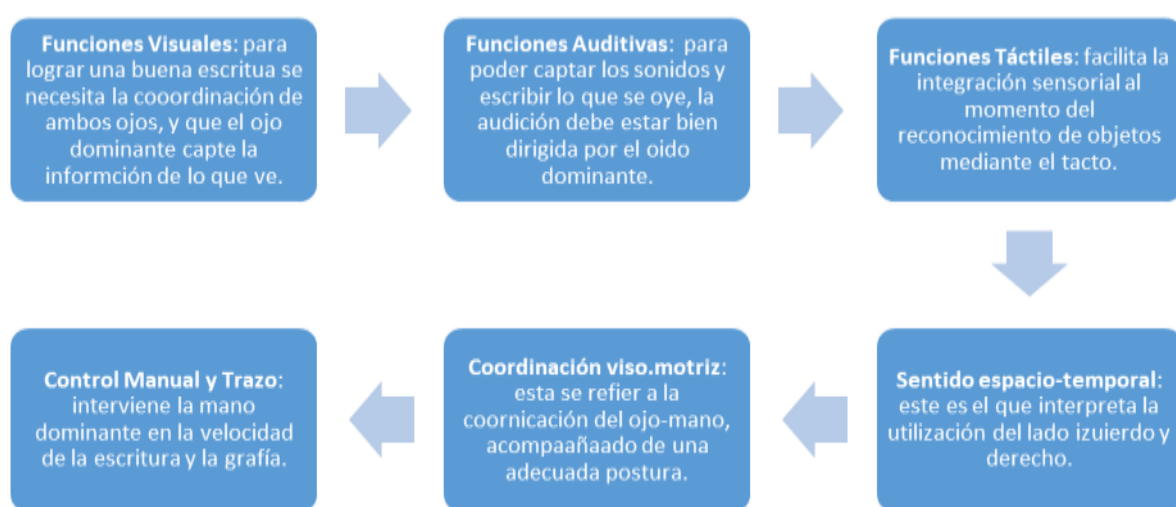 Funciones Visuales: para
lograr una buena escritua se
necesita la cooordinación de
ambos ojos, y que el ojo
dominante capte la
informción de lo que ve.
Funciones Auditivas: para
poder captar los sonidos y
escribir lo que se oye, la
audición debe estar bien
dirigida por el oido
dominante.
Funciones Táctiles: facilita la
integración sensorial al
momento del
reconocimiento de objetos
mediante el tacto.
Sentido espacio-temporal:
este es el que interpreta la
utilización del lado izuierdo y
derecho.
Coordinación viso.motriz:
esta se refier a la
coornicación del ojo-mano,
acompaañaado de una
adecuada postura.
Control Manual y Trazo:
interviene la mano
dominante en la velocidad
de la escritura y la grafía.